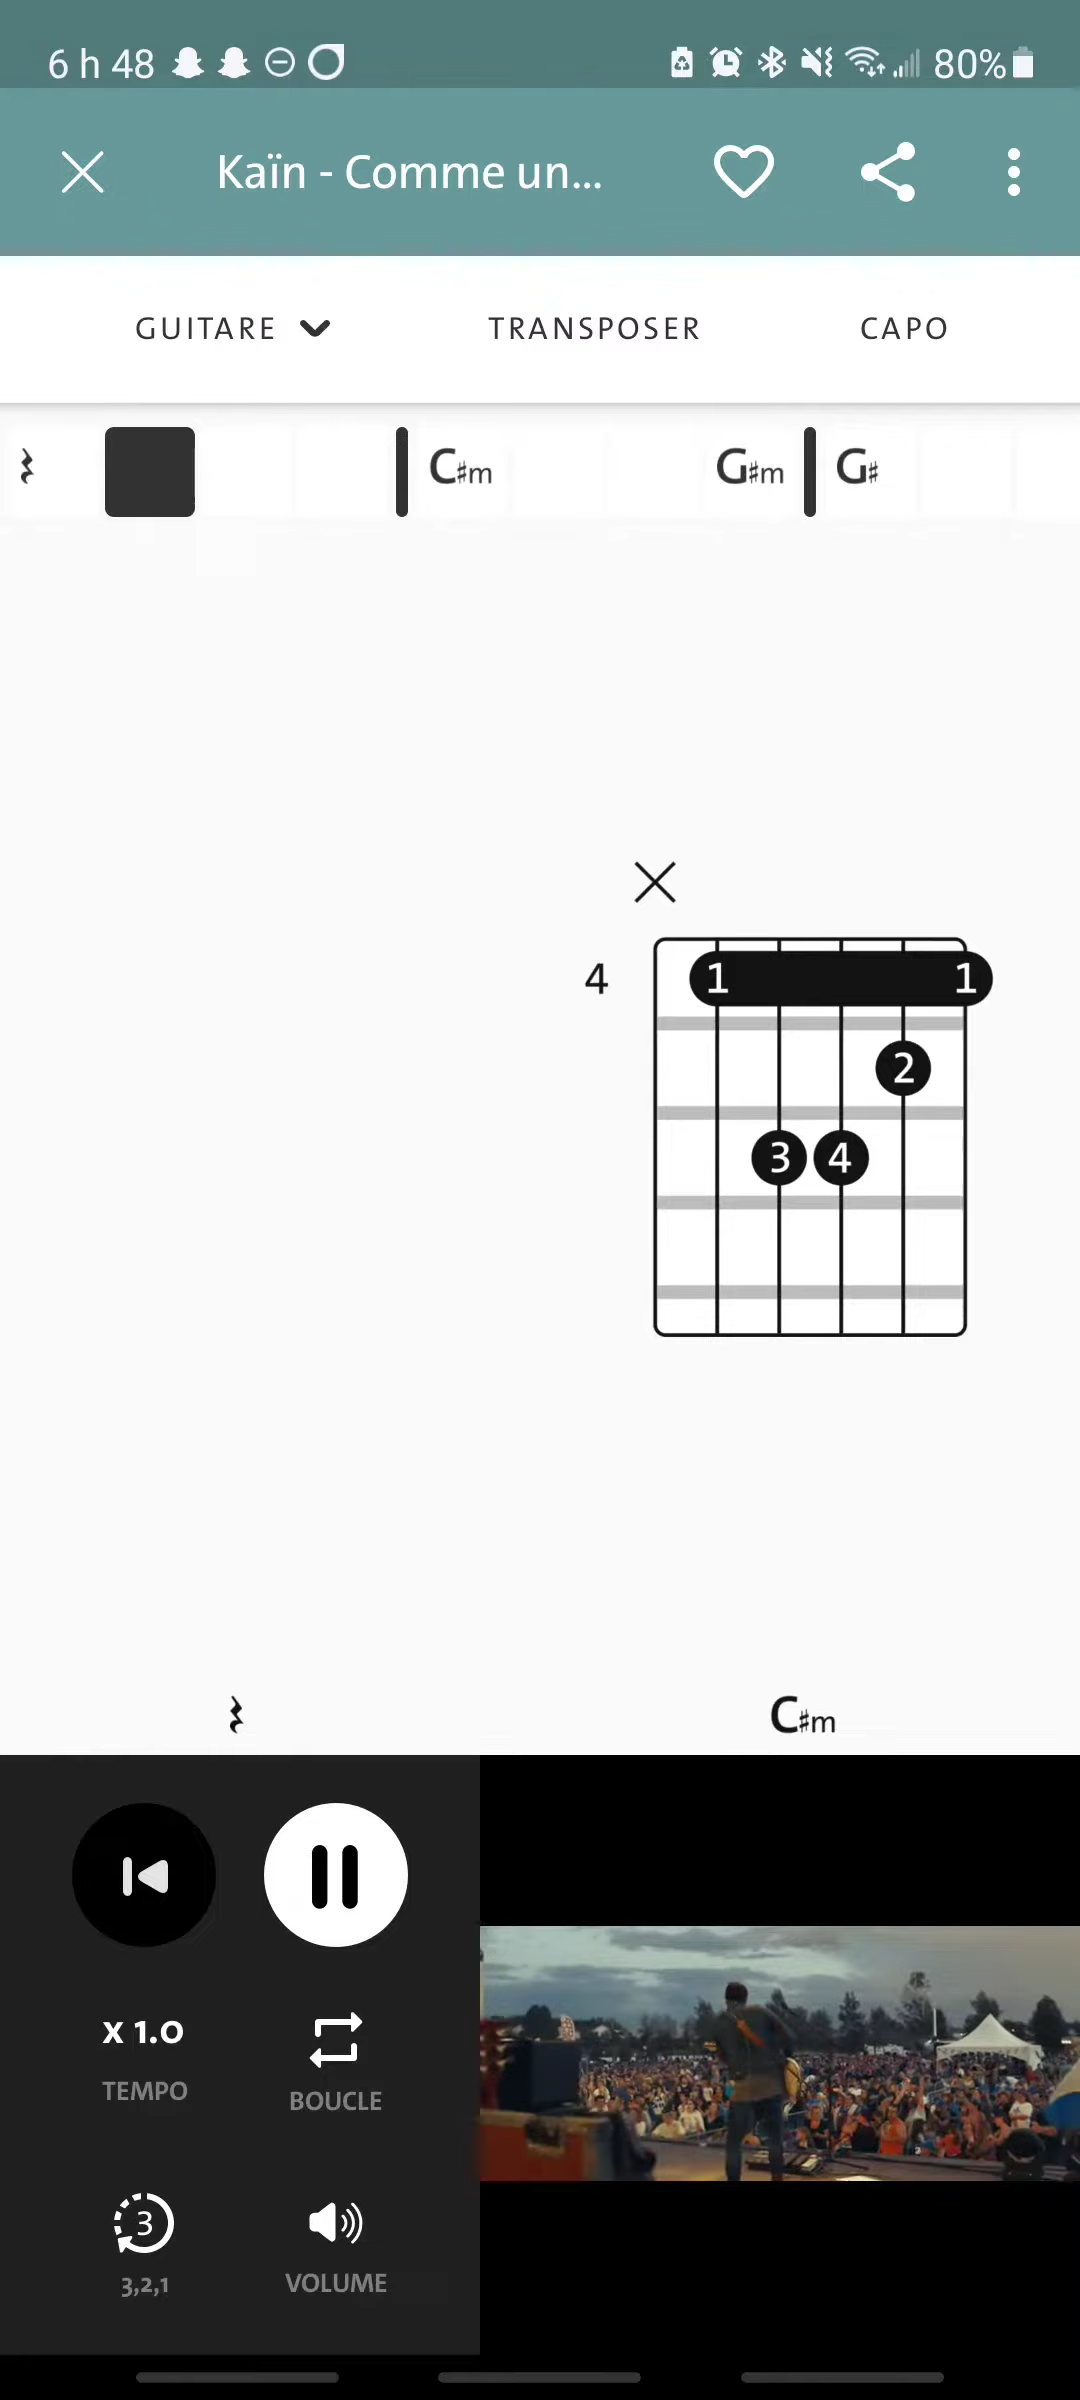 6 h 48 80%
Kaïn - Comme un...
GUITARE TRANSPOSER CAPO
C♯m G♯m G♯
4 1 1
2
3 4
C♯m
x 1.0
TEMPO BOUCLE
3
3,2,1 VOLUME